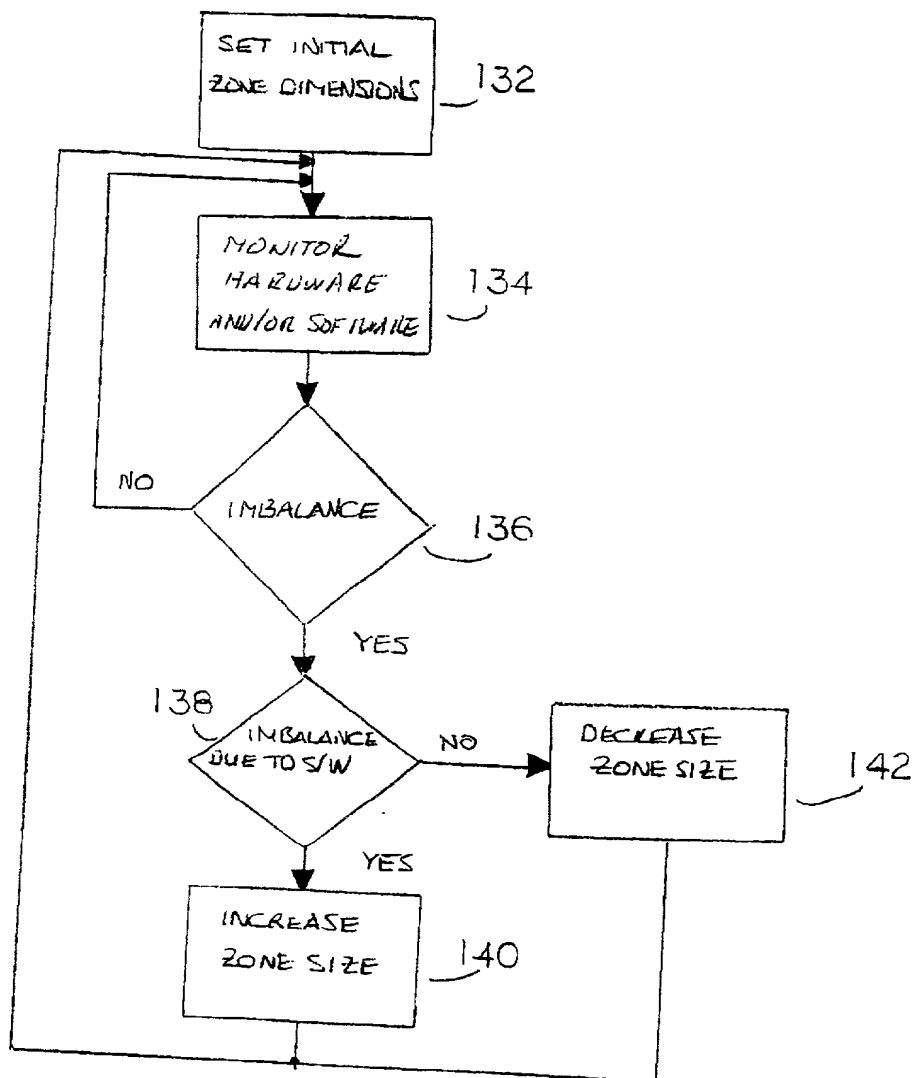 SET INITIAL
ZONE DIMENSIONS
132
MONITOR
HARDWARE
AND/OR SOFTWARE
134
NO
IMBALANCE
136
YES
138
IMBALANCE
DUE TO S/W
NO
DECREASE
ZONE SIZE
142
YES
INCREASE
ZONE SIZE
140